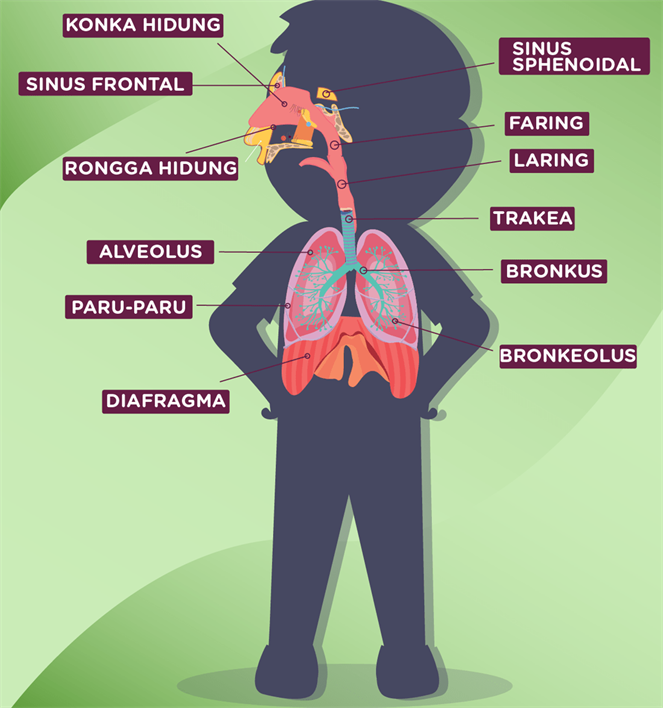 KONKA HIDUNG
SINUS FRONTAL
RONGGA HIDUNG
ALVEOLUS
PARU-PARU
DIAFRAGMA
SINUS
SPHENOIDAL
FARING
LARING
TRAKEA
BRONKUS
BRONKEOLUS